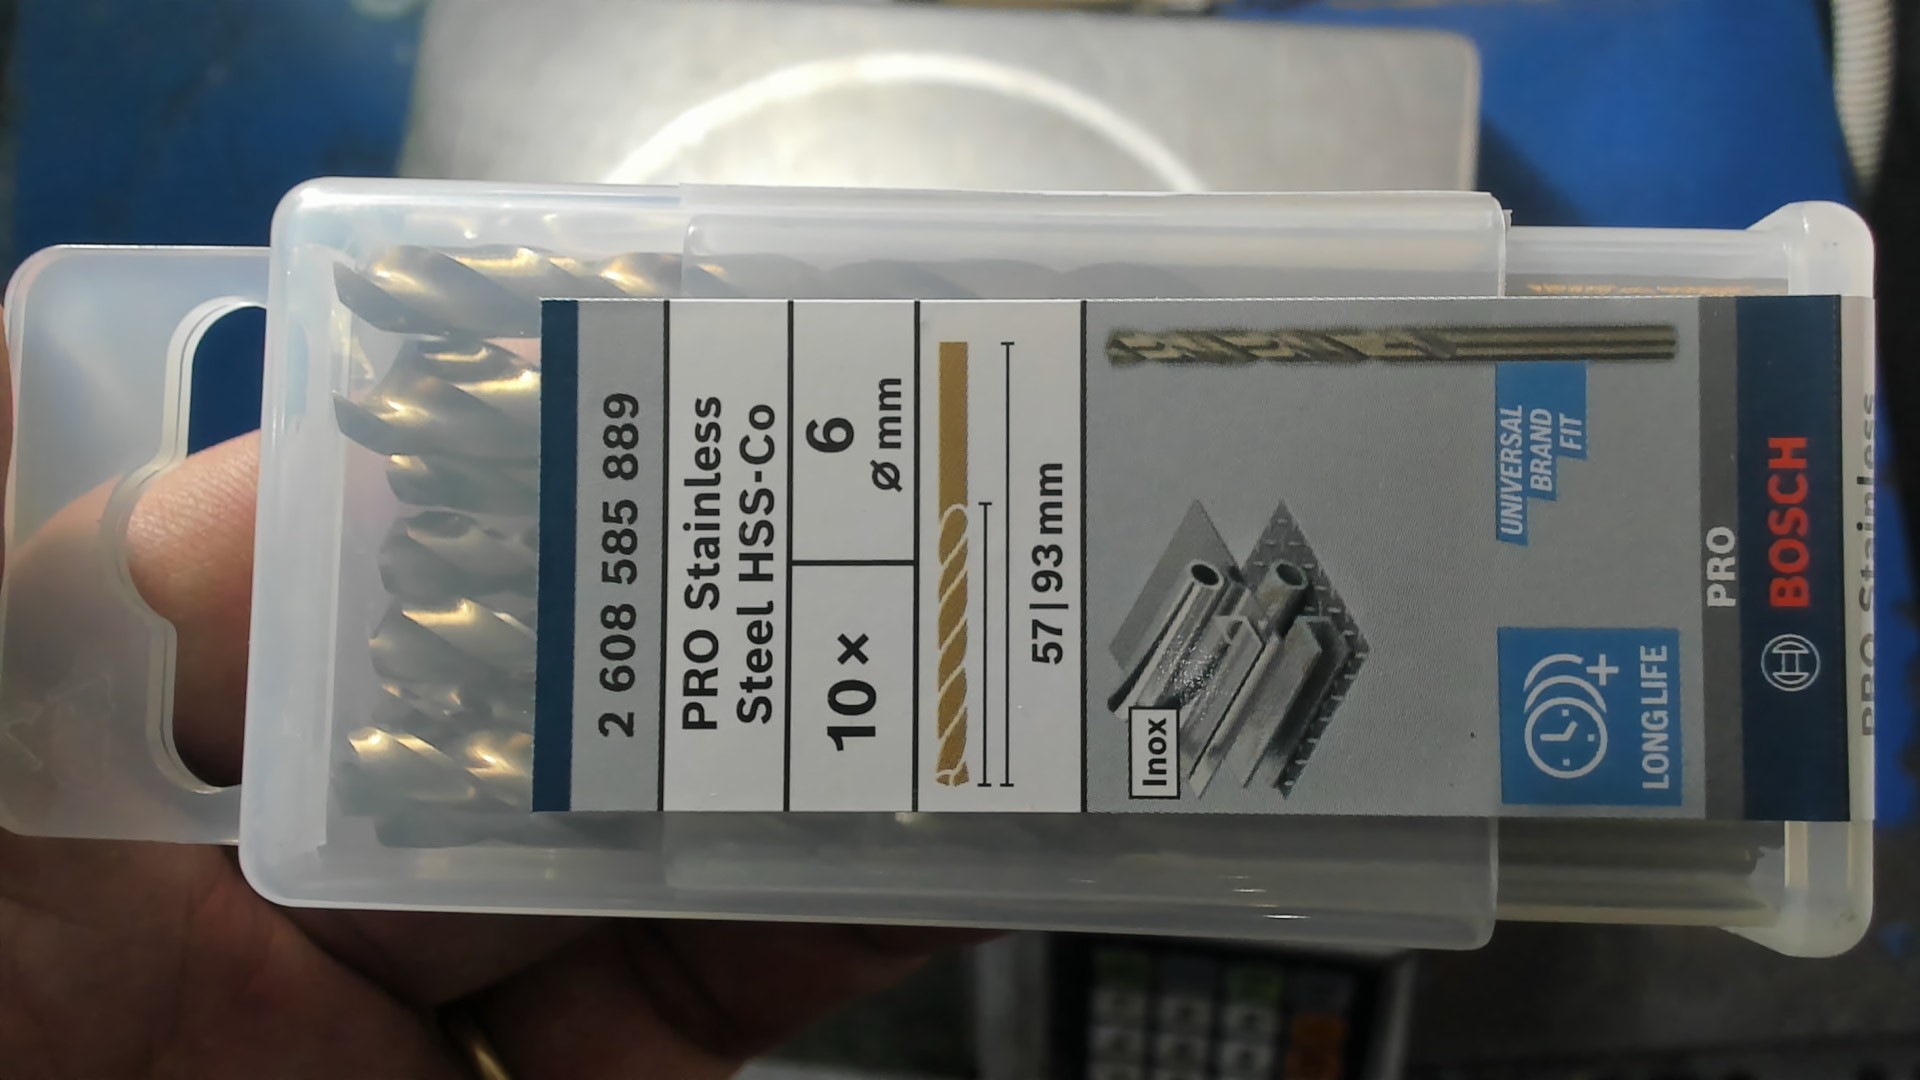 BOSCH
PRO
LONG LIFE
UNIVERSAL
BRAND
FIT
Inox
57 | 93 mm
10 x
6
Ø mm
PRO Stainless
Steel HSS-Co
2 608 585 889
PRO Stainless